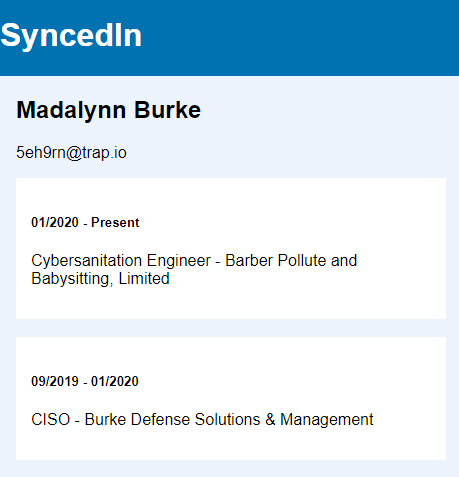 SyncedIn
Madalynn Burke
5eh9rn@trap.io
01/2020 - Present
Cybersanitation Engineer - Barber Pollute and
Babysitting, Limited
09/2019 - 01/2020
CISO - Burke Defense Solutions & Management